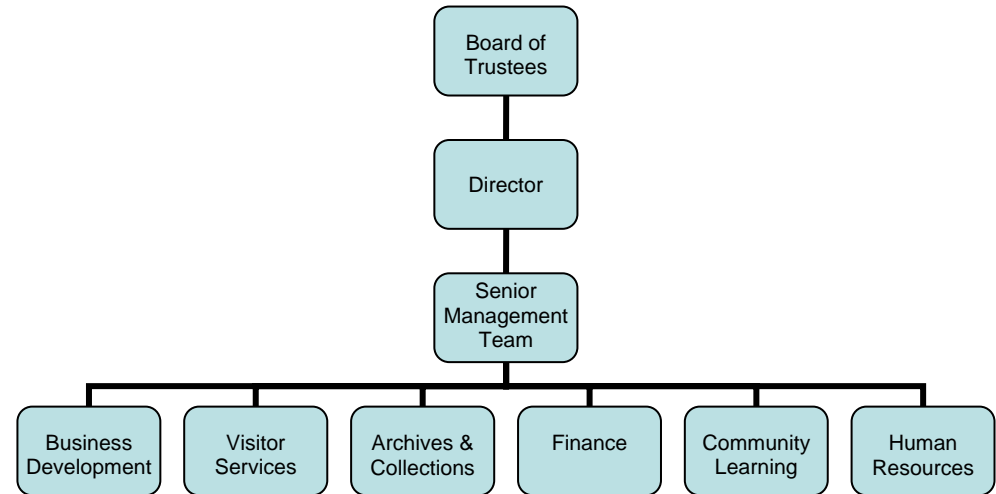 Board of
Trustees
Director
Senior
Management
Team
Business
Development
Visitor
Services
Archives &
Collections
Finance
Community
Learning
Human
Resources